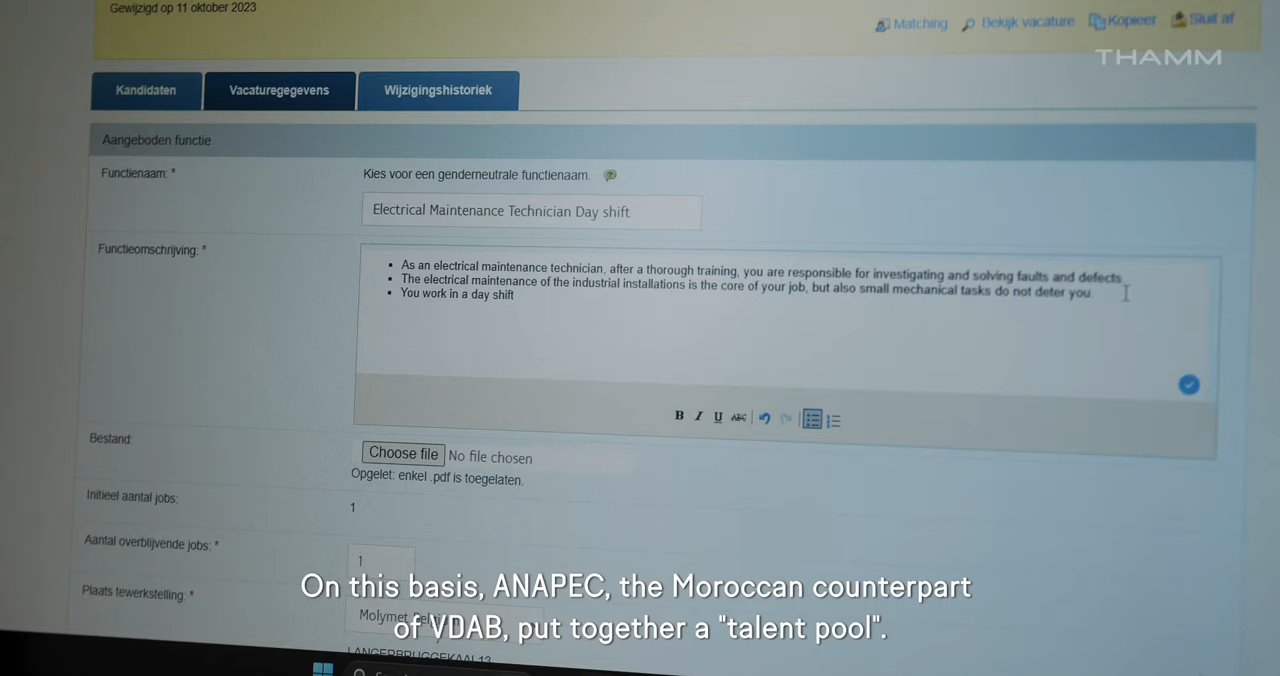 Gewijzigd op 11 oktober 2023
Matching Bekijk vacature Kopieer Sluit af
THAMM
Kandidaten Vacaturegegevens Wijzigingshistoriek
Aangeboden functie
Functienaam: * Kies voor een genderneutrale functienaam.
Electrical Maintenance Technician Day shift
Functieomschrijving: *
As an electrical maintenance technician, after a thorough training, you are responsible for investigating and solving faults and defects
The electrical maintenance of the industrial installations is the core of your job, but also small mechanical tasks do not deter you.
You work in a day shift
B I U ABC
Bestand: Choose file No file chosen
Opgelet: enkel .pdf is toegelaten.
Initieel aantal jobs: 1
Aantal overblijvende jobs: * 1
Plaats tewerkstelling: * Molymet
On this basis, ANAPEC, the Moroccan counterpart
of VDAB, put together a "talent pool".